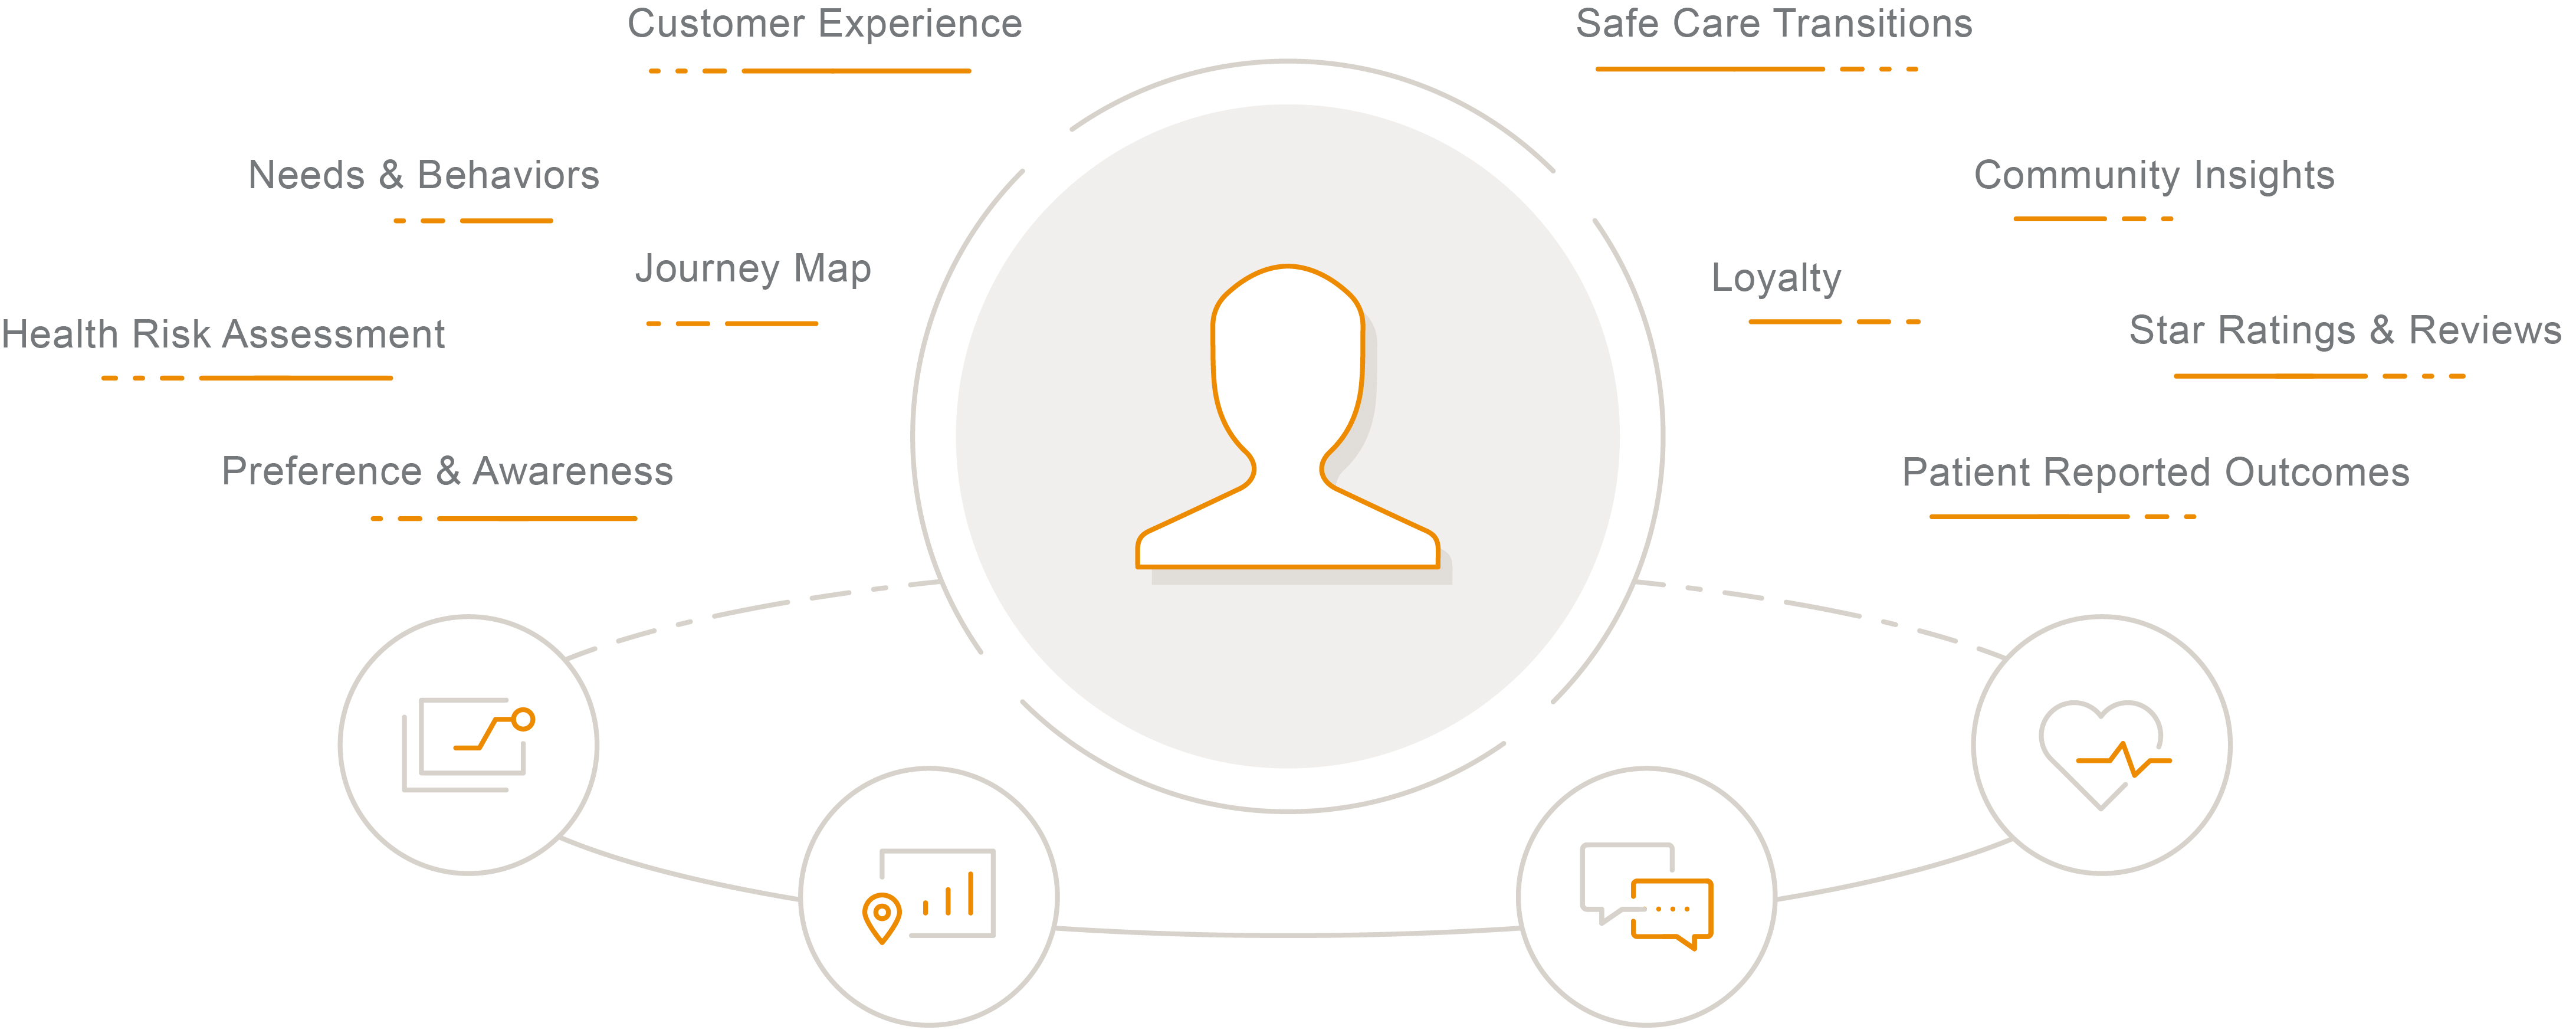 Customer Experience
Safe Care Transitions
Needs & Behaviors
Community Insights
Journey Map
Loyalty
Health Risk Assessment
Star Ratings & Reviews
Preference & Awareness
Patient Reported Outcomes